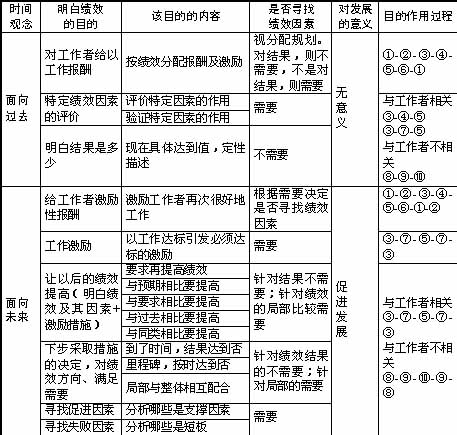 时间观念
明白绩效的目的
该目的的内容
是否寻找绩效因素
对发展的意义
目的作用过程
面向过去
对工作者给以工作报酬
按绩效分配报酬及激励
视分配规划。对结果，则不需要，不是对结果，则需要
无意义
①-②-③-④-⑤-⑥-①
特定绩效因素的评价
评价特定因素的作用
验证特定因素的作用
需要
与工作者相关
③-④-⑤
③-⑦-⑤
与工作者不相关
⑧-⑨-⑩
明白结果是多少
现在具体达到值，定性描述
不需要
面向未来
给工作者激励性报酬
激励工作者再次很好地工作
根据需要决定是否寻找绩效因素
促进发展
①-②-③-④-⑤-⑥-①-②
工作激励
以工作达标引发必须达标的激励
需要
③-⑦-⑤-⑦-③
让以后的绩效提高（明白绩效及其因素+激励措施）
要求再提高绩效
与预期相比要提高
与要求相比要提高
与过去相比要提高
与同类相比要提高
针对结果不需要；针对绩效的局部比较需要
与工作者相关
③-⑦-⑤-⑦-③
与工作者不相关
⑧-⑨-⑩-⑨-⑧
下步采取措施的决定，对绩效方向、满足需要
到了时间，结果达到否
里程碑，按时达到否
局部与整体相互配合
针对绩效结果的不需要；针对局部的需要
寻找促进因素
分析哪些是支撑因素
需要
寻找失败因素
分析哪些是短板